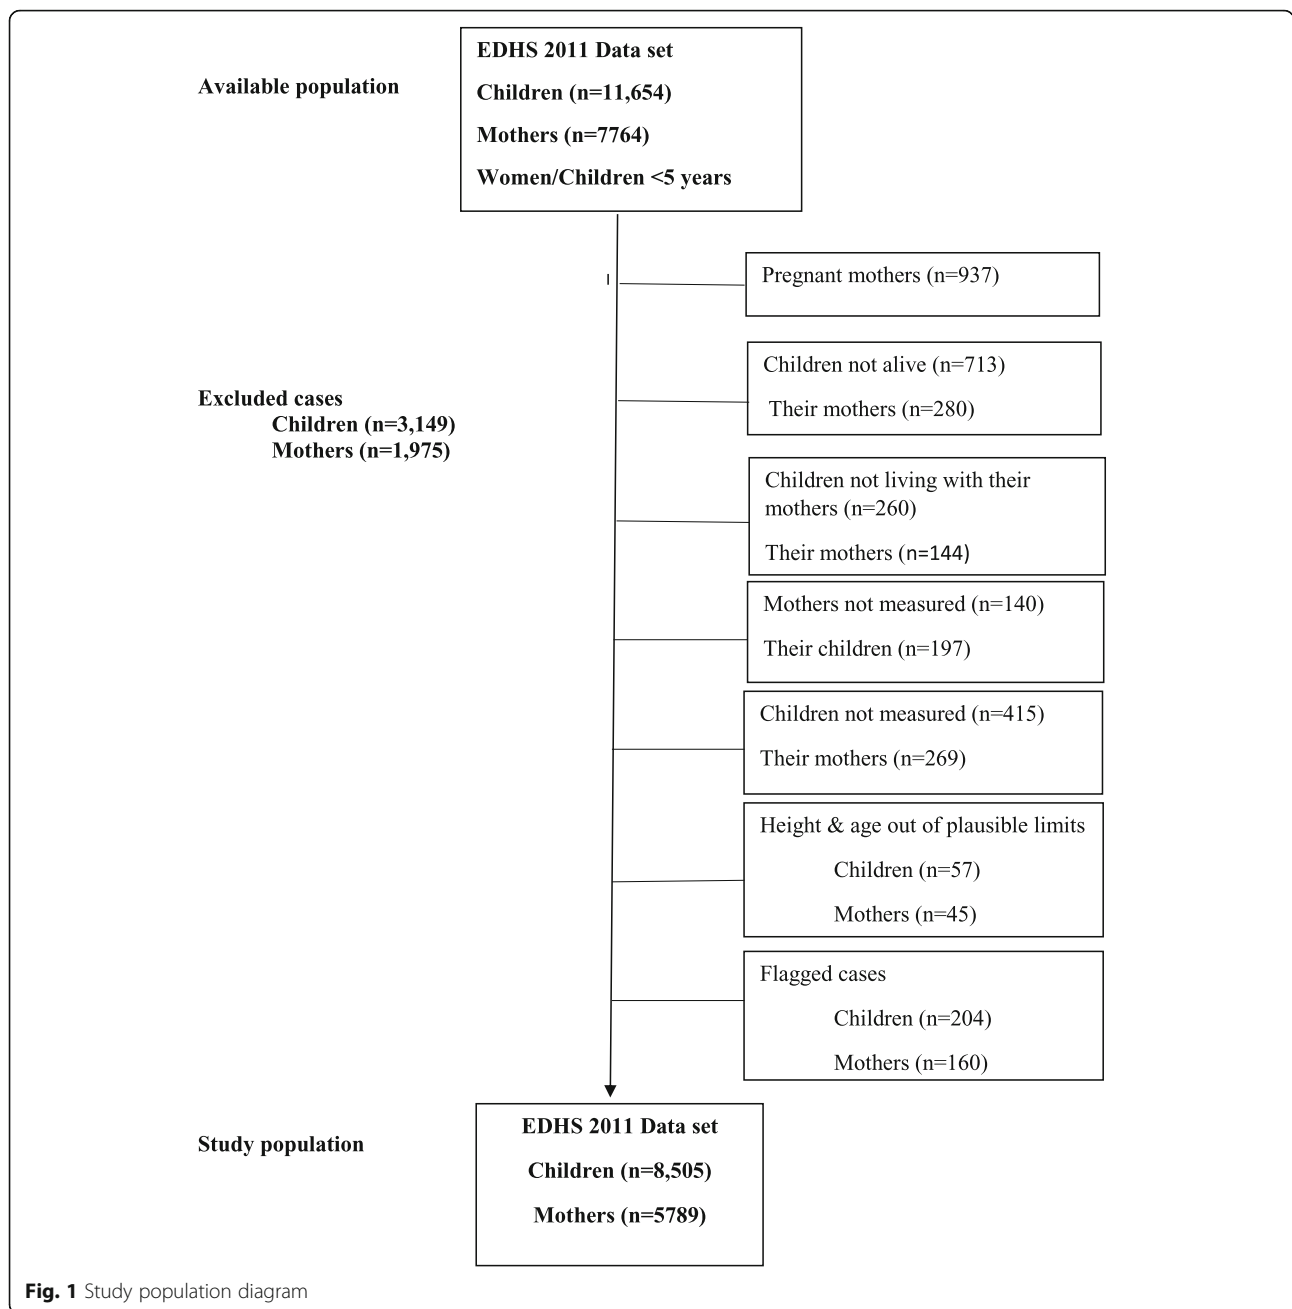 EDHS 2011 Data set
Available population
Children (n=11,654)
Mothers (n=7764)
Women/Children <5 years
Pregnant mothers (n=937)
Children not alive (n=713)
Their mothers (n=280)
Excluded cases
Children (n=3,149)
Mothers (n=1,975)
Children not living with their
mothers (n=260)
Their mothers (n=144)
Mothers not measured (n=140)
Their children (n=197)
Children not measured (n=415)
Their mothers (n=269)
Height & age out of plausible limits
Children (n=57)
Mothers (n=45)
Flagged cases
Children (n=204)
Mothers (n=160)
Study population
EDHS 2011 Data set
Children (n=8,505)
Mothers (n=5789)
Fig. 1 Study population diagram